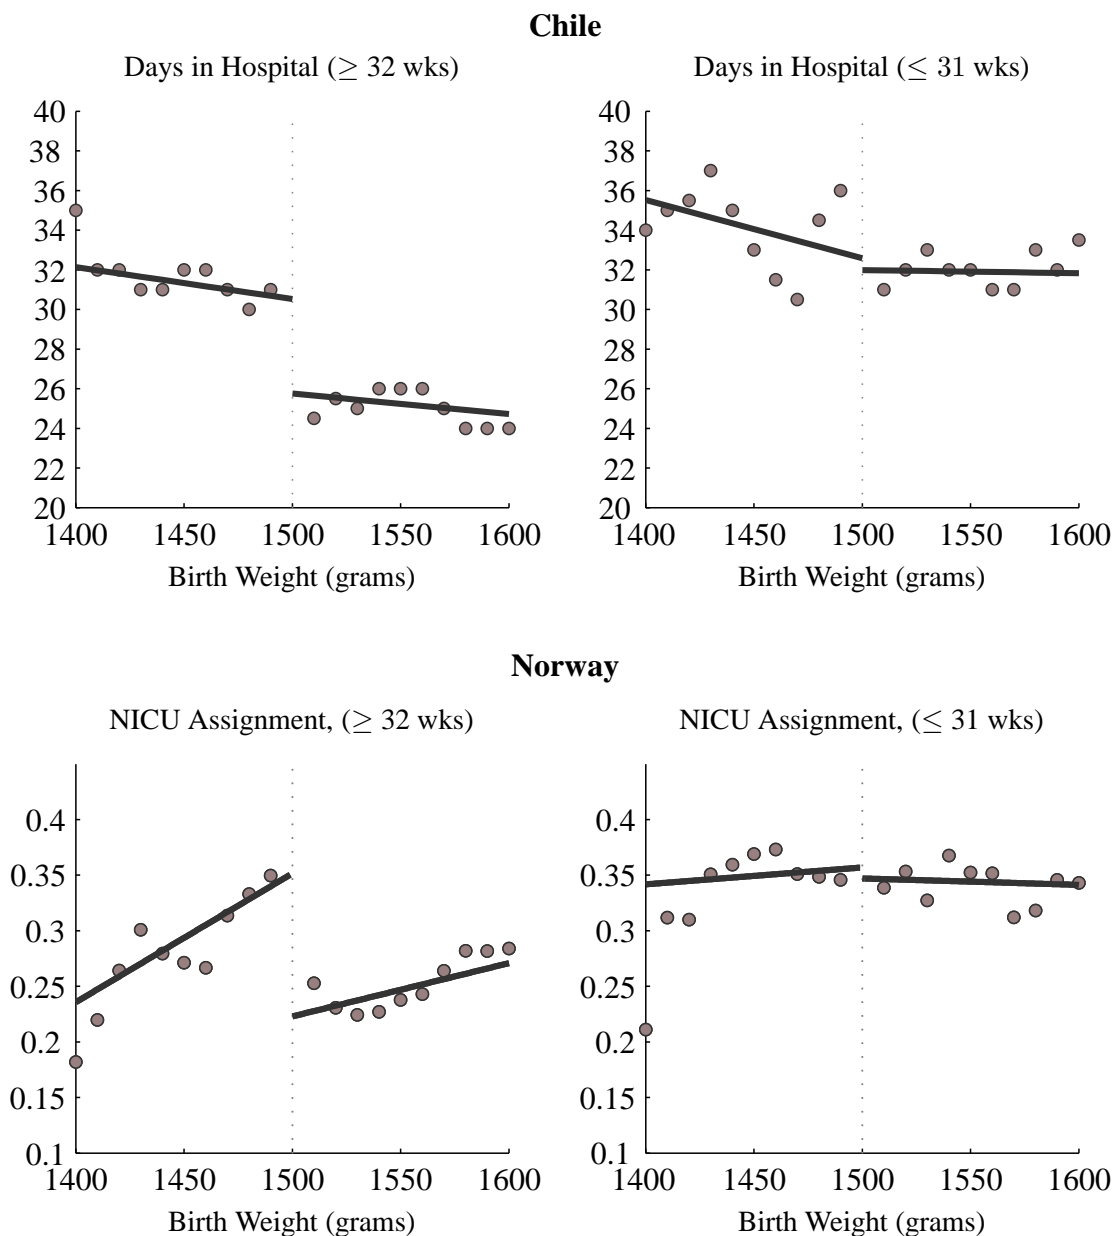 Chile
Days in Hospital (≥ 32 wks)
40
38
36
34
32
30
28
26
24
22
20
1400 1450 1500 1550 1600
Birth Weight (grams)
Days in Hospital (≤ 31 wks)
40
38
36
34
32
30
28
26
24
22
20
1400 1450 1500 1550 1600
Birth Weight (grams)
Norway
NICU Assignment, (≥ 32 wks)
0.4
0.35
0.3
0.25
0.2
0.15
0.1
1400 1450 1500 1550 1600
Birth Weight (grams)
NICU Assignment, (≤ 31 wks)
0.4
0.35
0.3
0.25
0.2
0.15
0.1
1400 1450 1500 1550 1600
Birth Weight (grams)